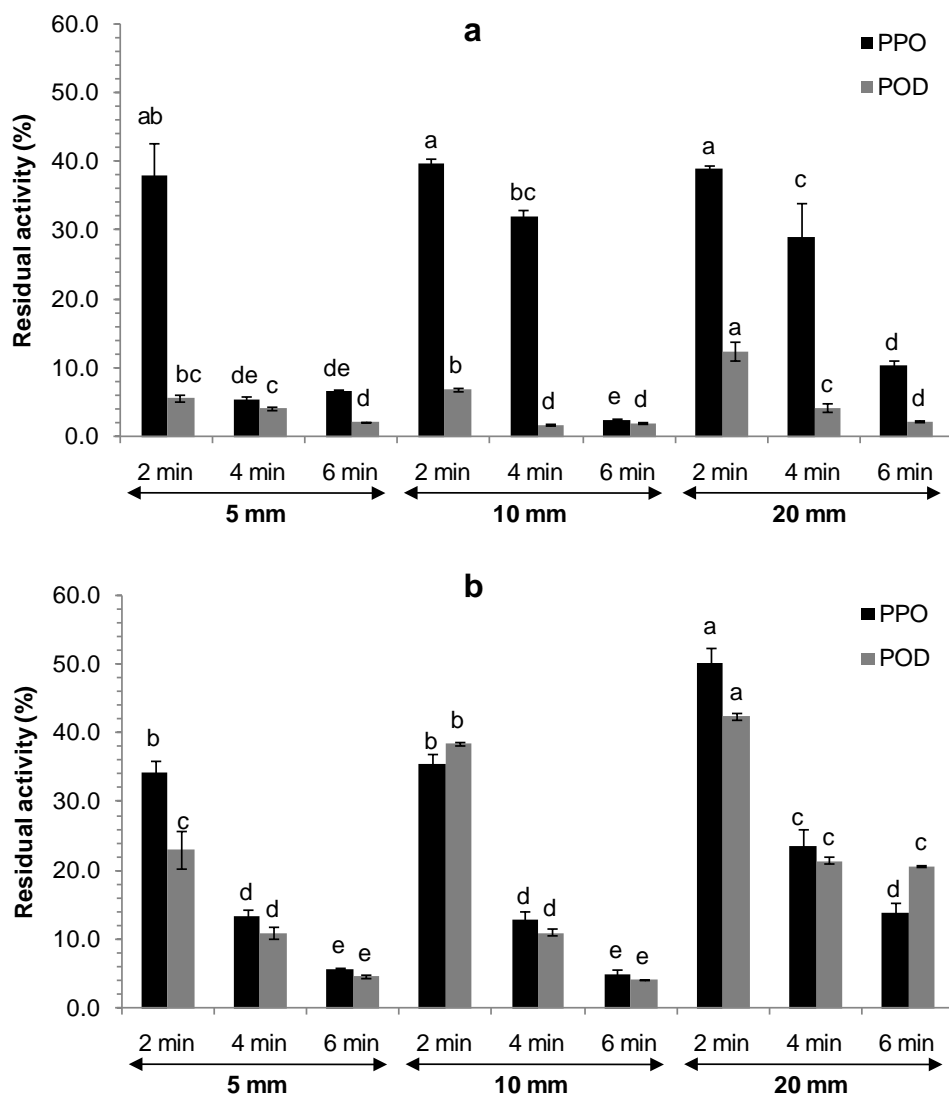 a
PPO
POD
Residual activity (%)
60.0
50.0
40.0
30.0
20.0
10.0
0.0
ab bc de c de d a b bc d e d a a c c d d
2 min 4 min 6 min 2 min 4 min 6 min 2 min 4 min 6 min
5 mm 10 mm 20 mm
b
PPO
POD
Residual activity (%)
60.0
50.0
40.0
30.0
20.0
10.0
0.0
b c d d e e b b d d e e a a c c d c
2 min 4 min 6 min 2 min 4 min 6 min 2 min 4 min 6 min
5 mm 10 mm 20 mm